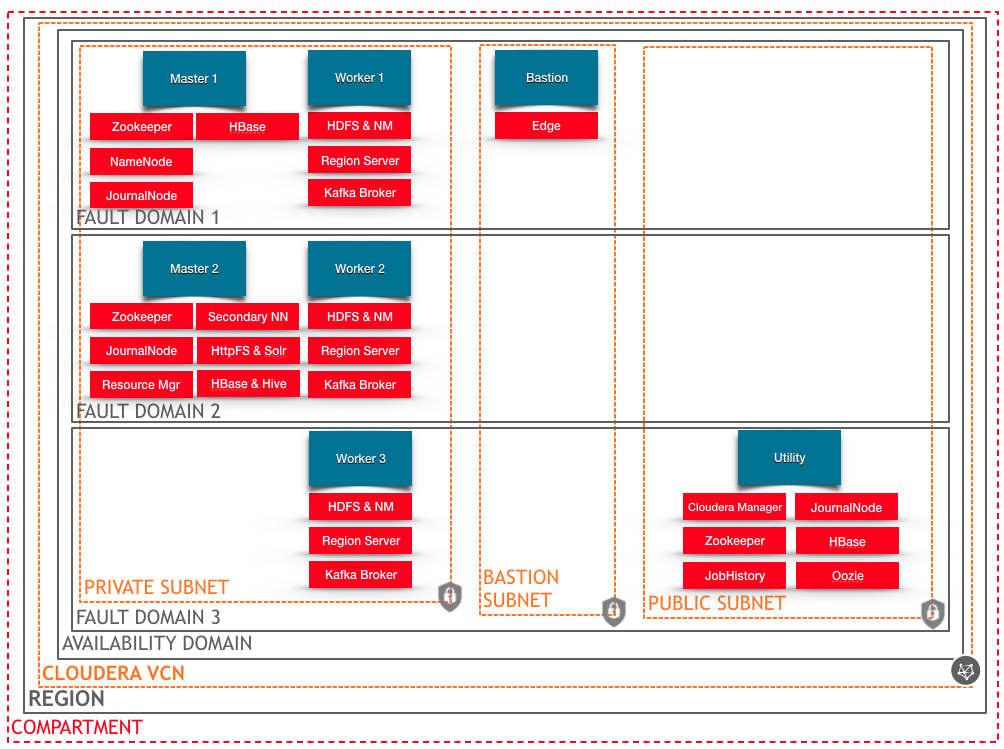 Master 1
Worker 1
Bastion
Zookeeper
HBase
HDFS & NM
Edge
NameNode
Region Server
JournalNode
Kafka Broker
FAULT DOMAIN 1
Master 2
Worker 2
Zookeeper
Secondary NN
HDFS & NM
JournalNode
HttpFS & Solr
Region Server
Resource Mgr
HBase & Hive
Kafka Broker
FAULT DOMAIN 2
Worker 3
Utility
HDFS & NM
Cloudera Manager
JournalNode
Region Server
Zookeeper
HBase
Kafka Broker
JobHistory
Oozie
PRIVATE SUBNET
BASTION
SUBNET
PUBLIC SUBNET
FAULT DOMAIN 3
AVAILABILITY DOMAIN
CLOUDERA VCN
REGION
COMPARTMENT